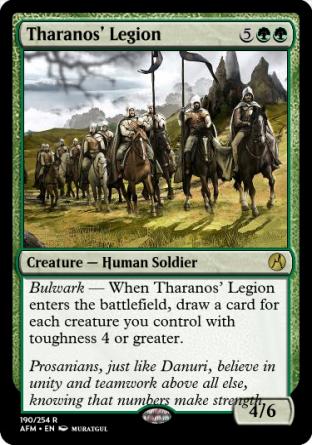 Tharanos' Legion 5
Creature — Human Soldier
Bulwark — When Tharanos' Legion
enters the battlefield, draw a card for
each creature you control with
toughness 4 or greater.
Prosanians, just like Danuri, believe in
unity and teamwork above all else,
knowing that numbers make strength.
4/6
190/254 R
AFM • EN MURATGUL